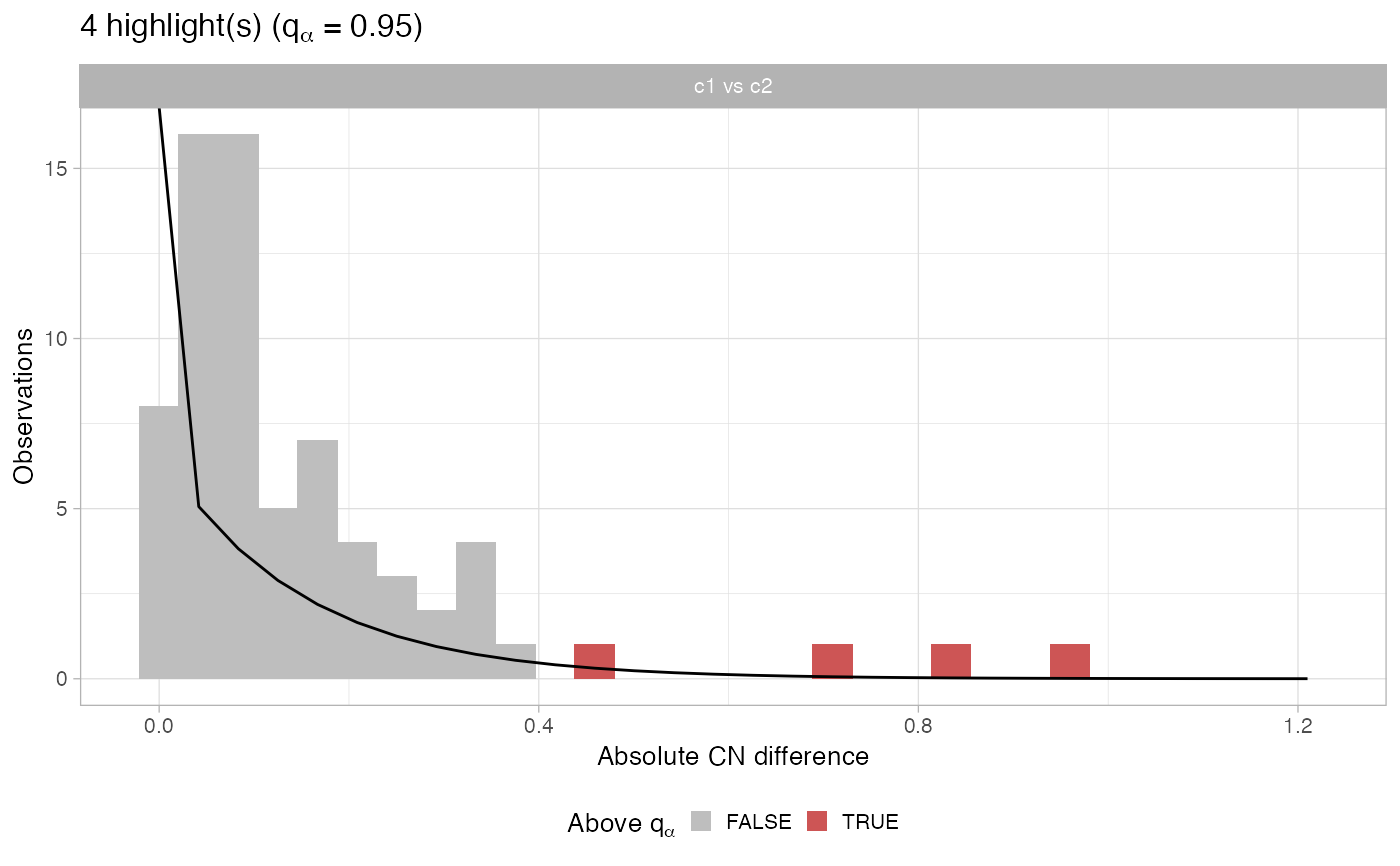 4 highlight(s) (qα = 0.95)
c1 vs c2
15
10
5
0
Observations
0.0 0.4 0.8 1.2
Absolute CN difference
Above qα FALSE TRUE